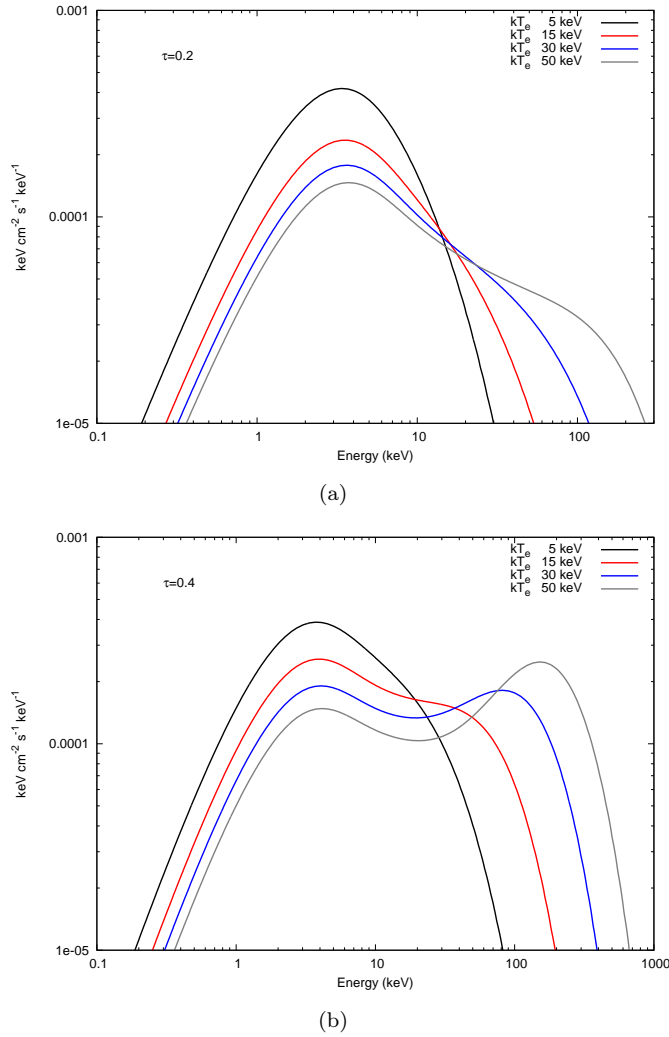 0.001
kTₑ 5 keV
kTₑ 15 keV
kTₑ 30 keV
kTₑ 50 keV
τ=0.2
keV cm⁻² s⁻¹ keV⁻¹
0.0001
1e-05
0.1 1 10 100
Energy (keV)
(a)
0.001
kTₑ 5 keV
kTₑ 15 keV
kTₑ 30 keV
kTₑ 50 keV
τ=0.4
keV cm⁻² s⁻¹ keV⁻¹
0.0001
1e-05
0.1 1 10 100 1000
Energy (keV)
(b)